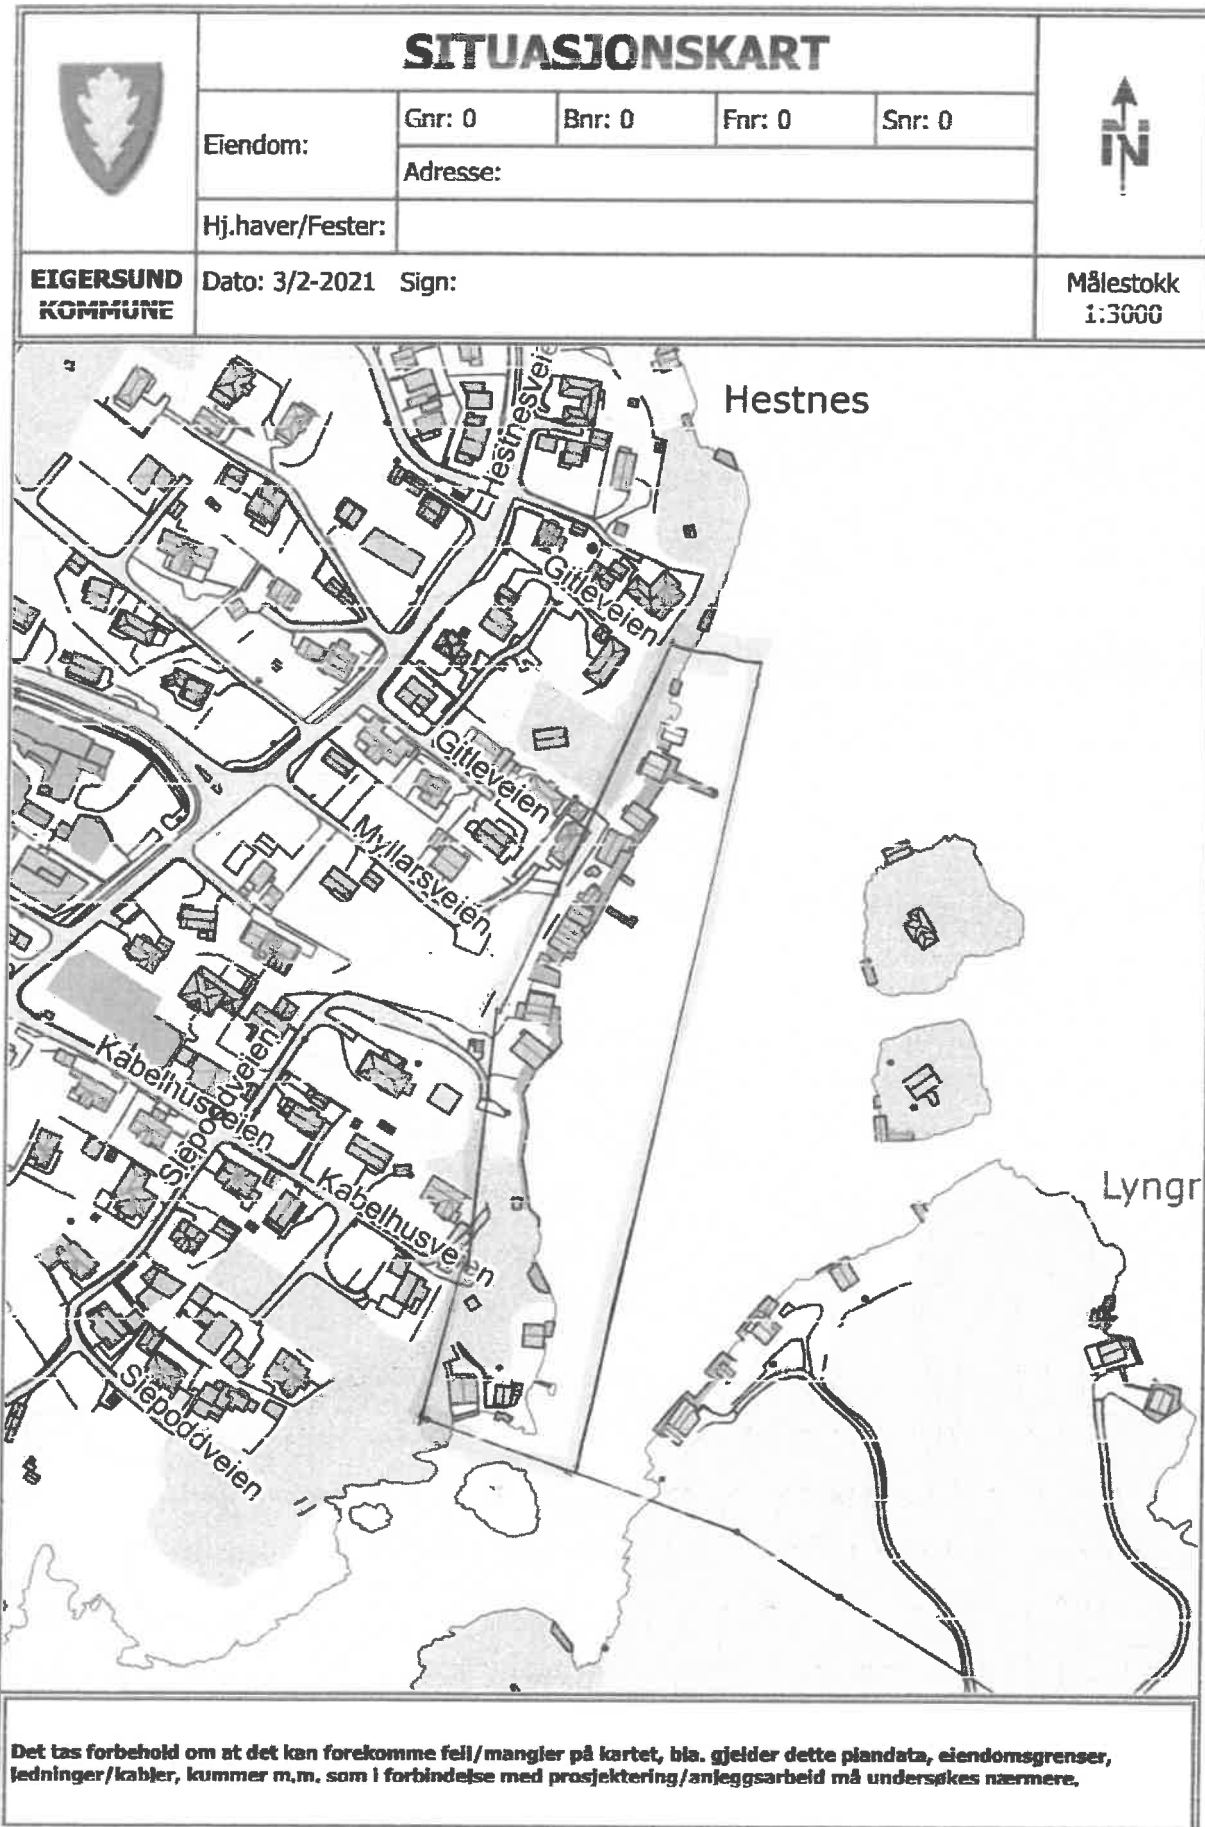 SITUASJONSKART
Eiendom:
Gnr: 0
Bnr: 0
Fnr: 0
Snr: 0
Adresse:
Hj.haver/Fester:
EIGERSUND
KOMMUNE
Dato: 3/2-2021 Sign:
Målestokk
1:3000
N
Hestnes
Hestnesveie
Gitleveien
Gitleveien
Myllarsveien
Kabelhusveien
Siepoddveien
Kabelhusveien
Lyngr
Siepoddveien
Det tas forbehold om at det kan forekomme feil/mangler på kartet, bla. gjelder dette plandata, eiendomsgrenser,
ledninger/kabler, kummer m.m. som i forbindelse med prosjektering/anleggsarbeid må undersøkes nærmere.